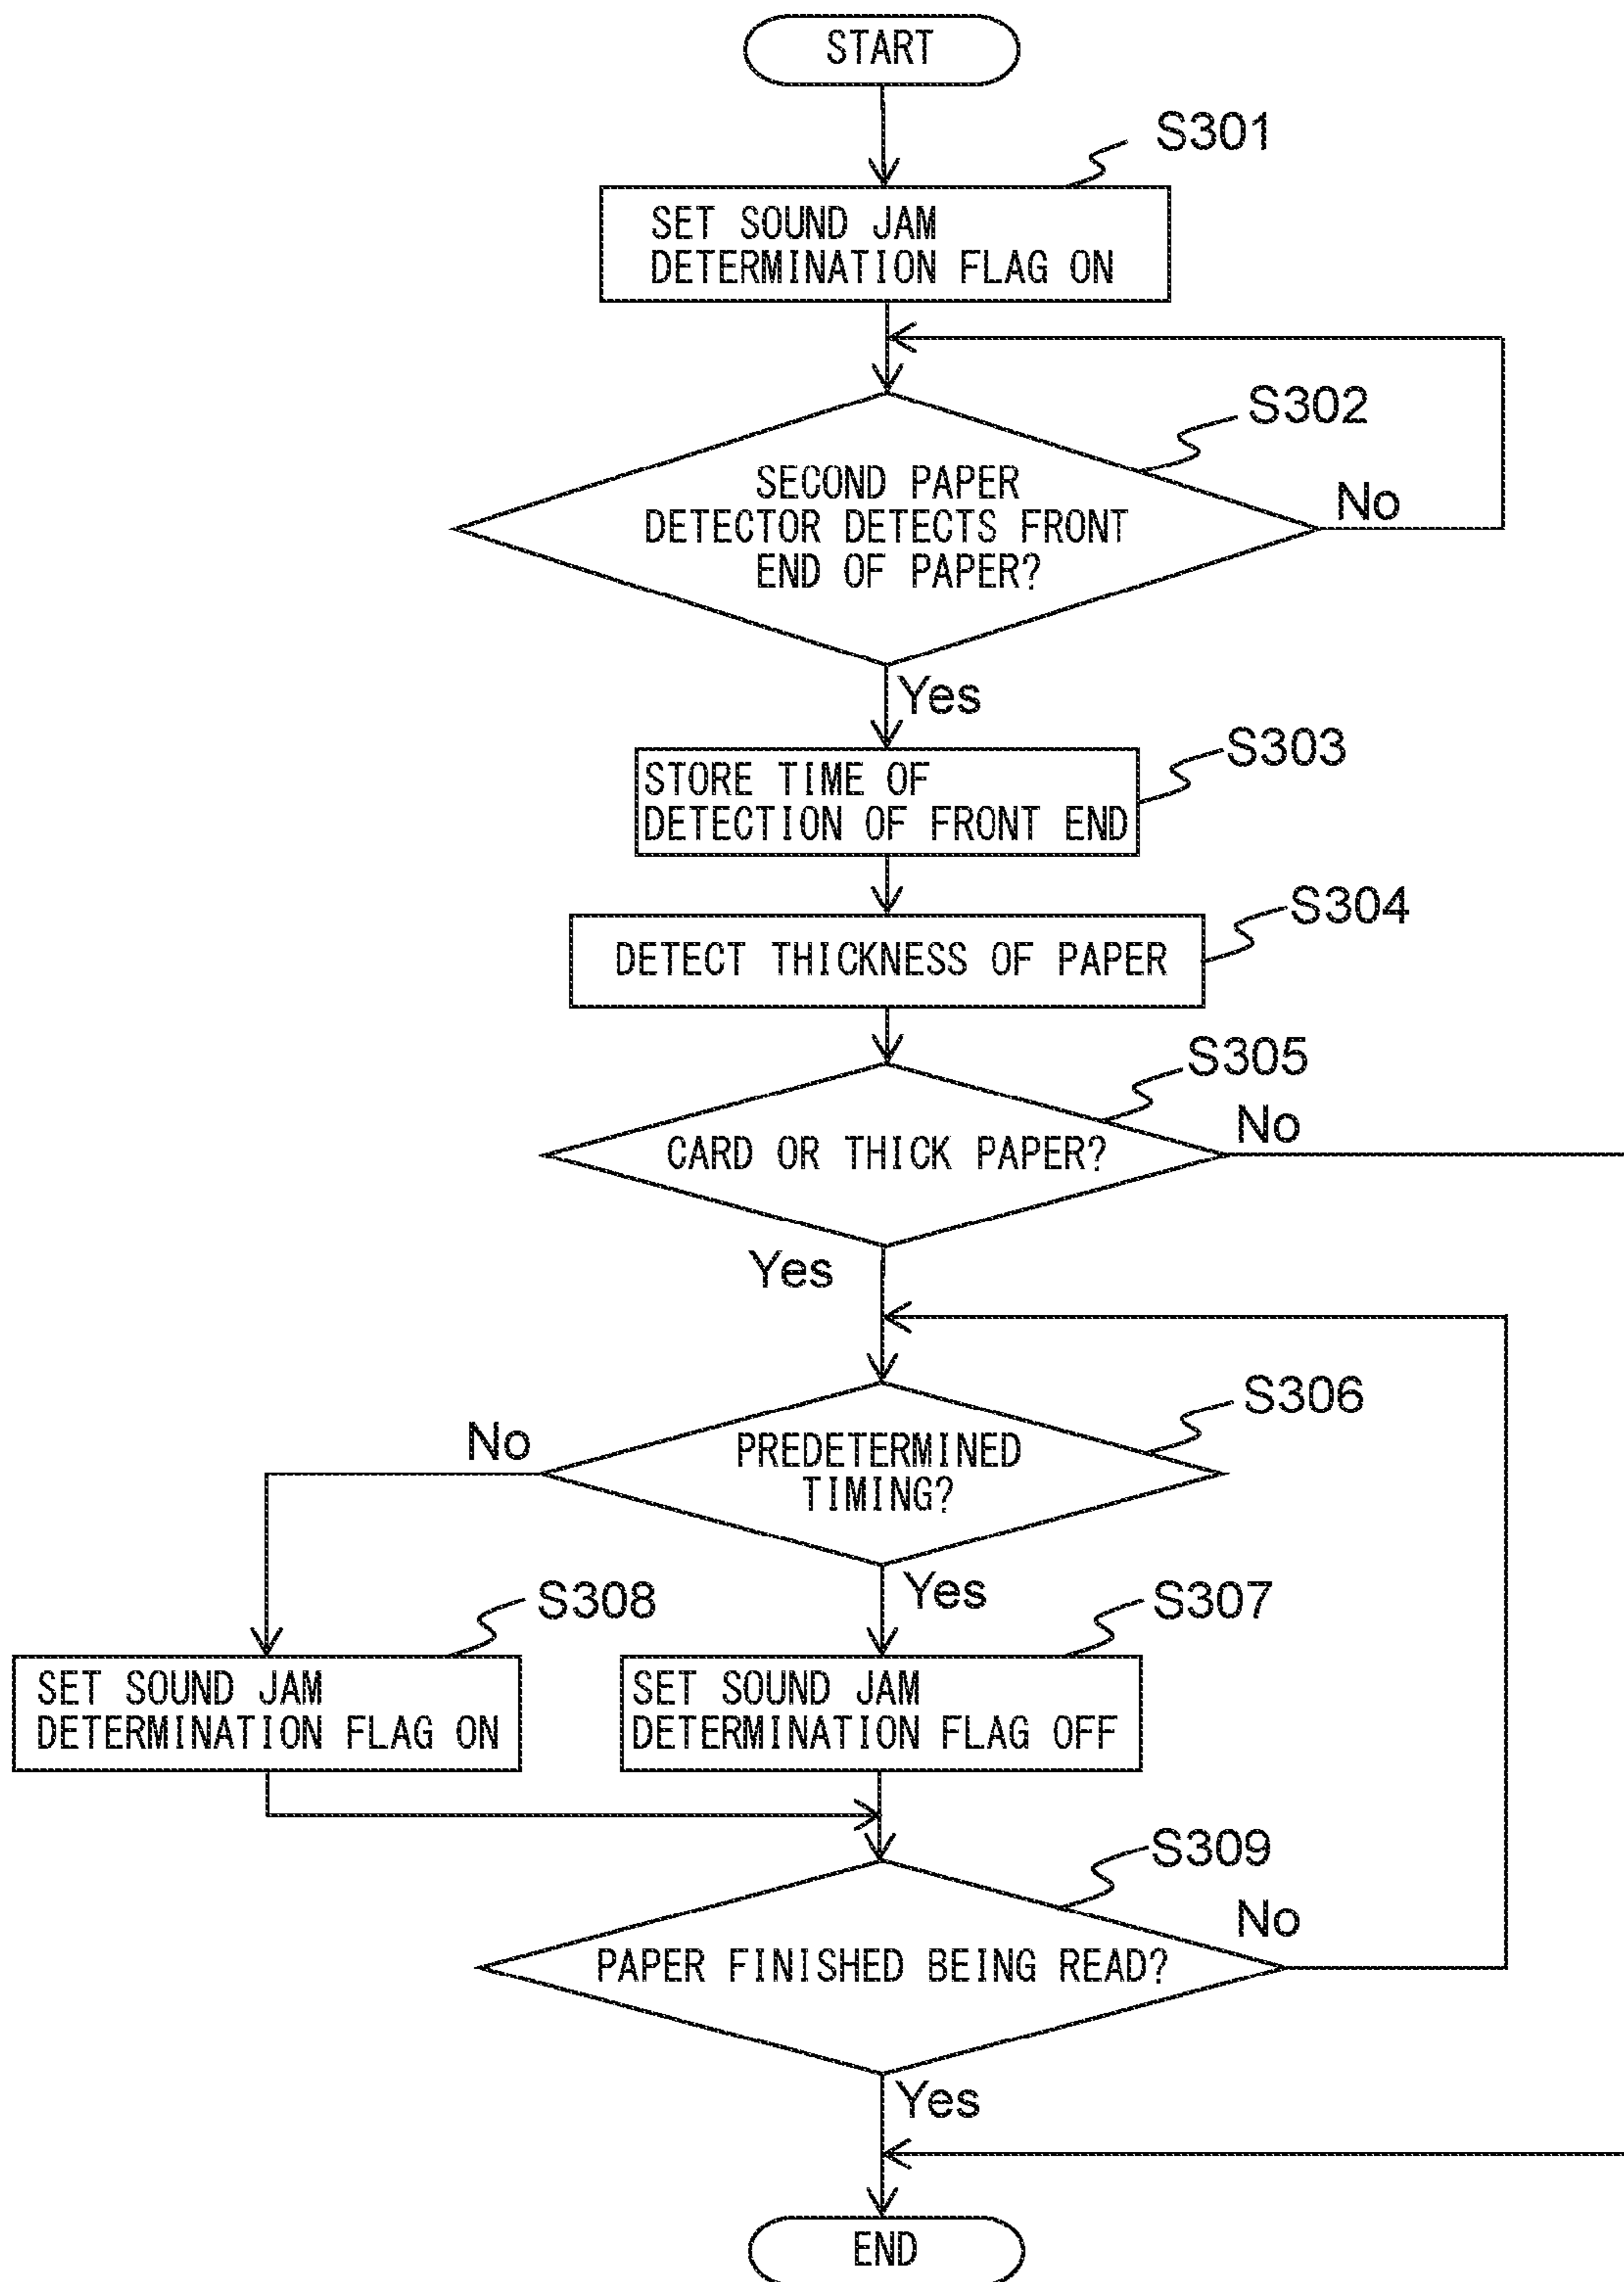 START
S301
SET SOUND JAM
DETERMINATION FLAG ON
S302
SECOND PAPER
DETECTOR DETECTS FRONT
END OF PAPER?
No
Yes
S303
STORE TIME OF
DETECTION OF FRONT END
S304
DETECT THICKNESS OF PAPER
S305
CARD OR THICK PAPER?
No
Yes
S306
PREDETERMINED
TIMING?
No
Yes
S308
SET SOUND JAM
DETERMINATION FLAG ON
S307
SET SOUND JAM
DETERMINATION FLAG OFF
S309
PAPER FINISHED BEING READ?
No
Yes
END